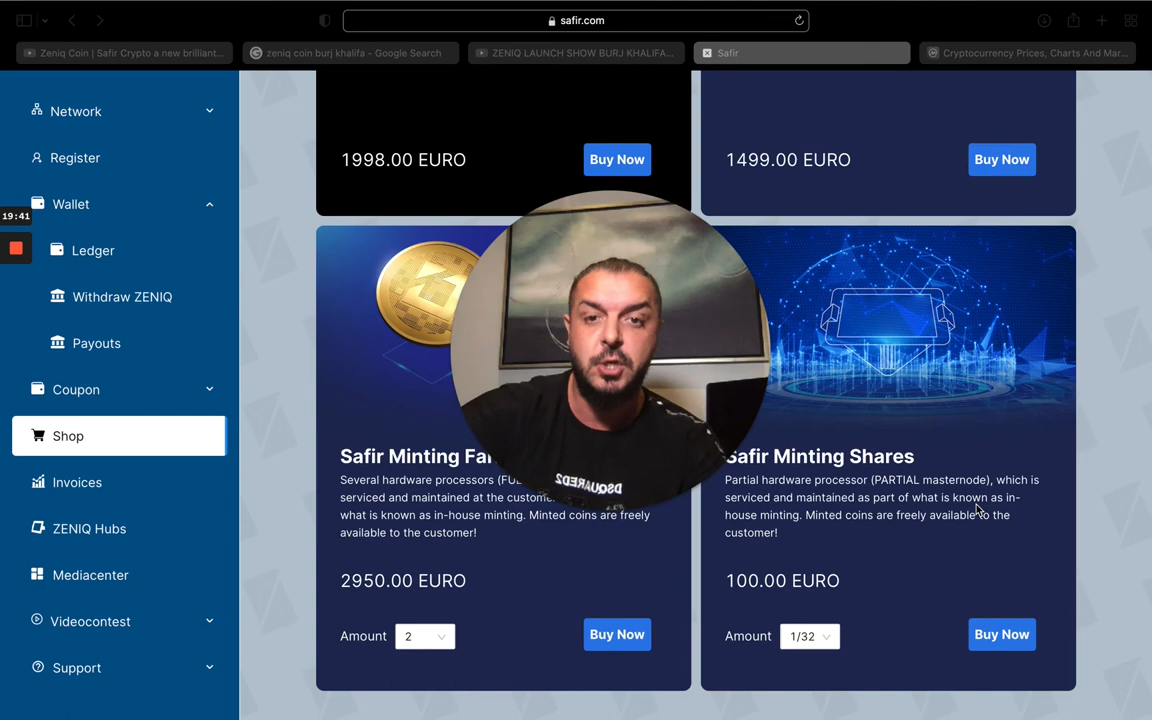 safir.com
Zeniq Coin | Safir Crypto a new brilliant...
zeniq coin burj khalifa - Google Search
ZENIQ LAUNCH SHOW BURJ KHALIFA...
Safir
Cryptocurrency Prices, Charts And Mar...
Network
Register
Wallet
19:41
Ledger
Withdraw ZENIQ
Payouts
Coupon
Shop
Invoices
ZENIQ Hubs
Mediacenter
Videocontest
Support
1998.00 EURO
Buy Now
1499.00 EURO
Buy Now
Safir Minting
Several hardware processors
serviced and maintained at the
what is known as in-house minting. Minted coins are freely
available to the customer!
2950.00 EURO
Amount 2
Buy Now
DSQUARED2
Safir Minting Shares
Partial hardware processor (PARTIAL masternode), which is
serviced and maintained as part of what is known as in-
house minting. Minted coins are freely available to the
customer!
100.00 EURO
Amount 1/32
Buy Now